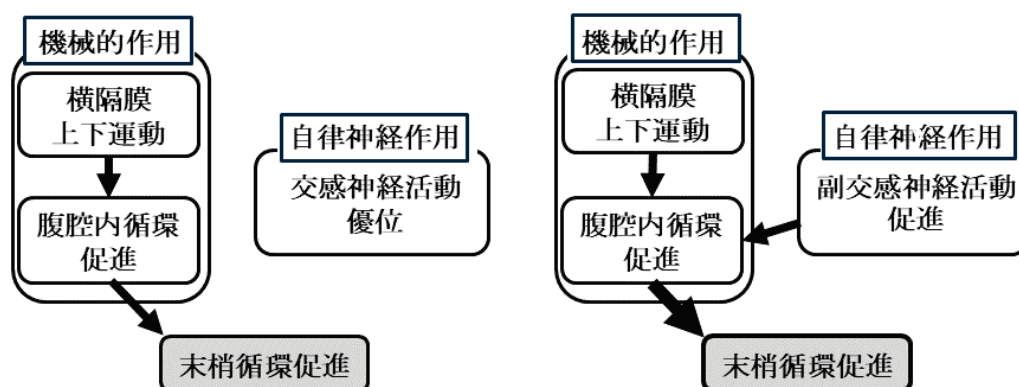 機械的作用
横隔膜
上下運動
自律神経作用
交感神経活動
優位
腹腔内循環
促進
末梢循環促進
機械的作用
横隔膜
上下運動
自律神経作用
副交感神経活動
促進
腹腔内循環
促進
末梢循環促進